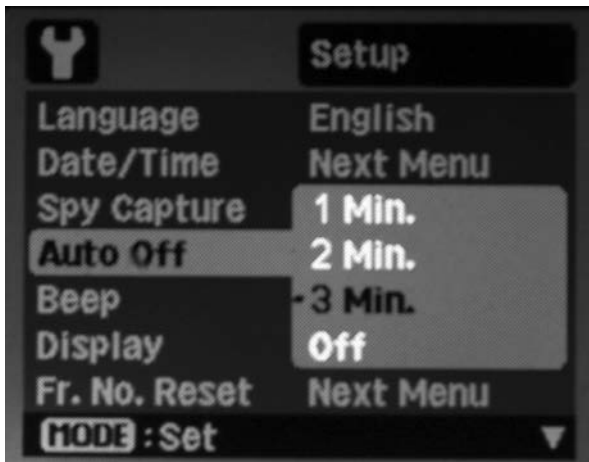 Setup
Language English
Date/Time Next Menu
Spy Capture 1 Min.
Auto Off 2 Min.
Beep 3 Min.
Display Off
Fr. No. Reset Next Menu
MODE :Set